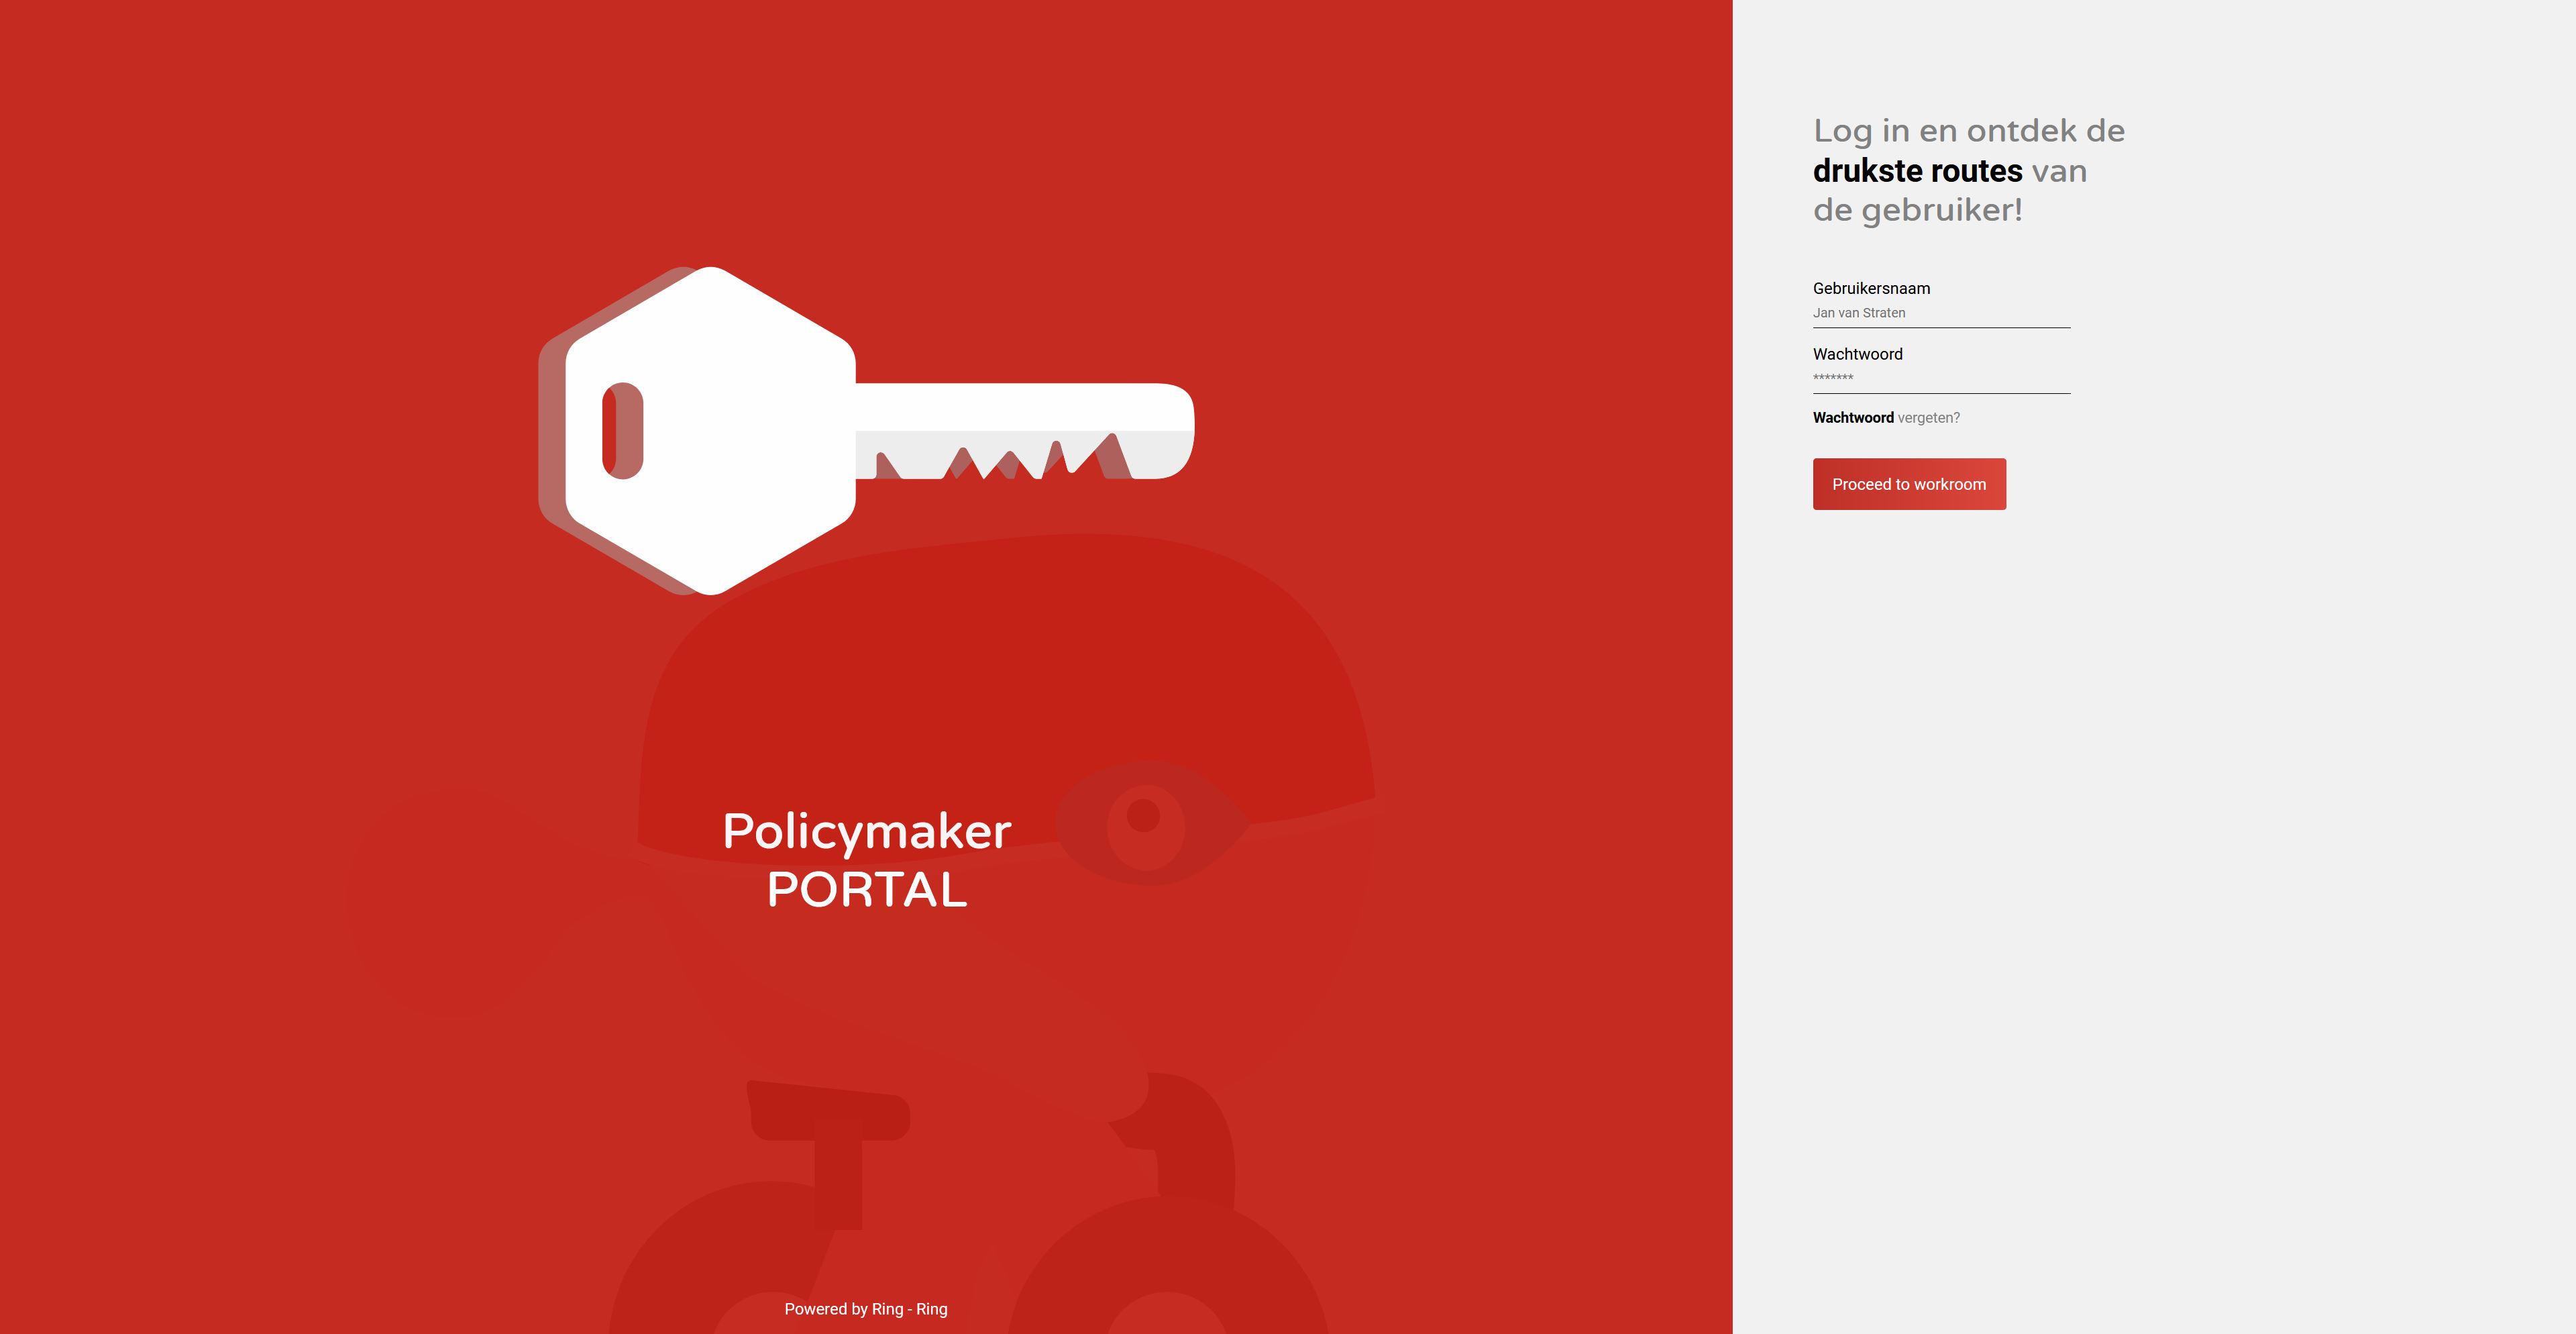 Policymaker
PORTAL
Powered by Ring - Ring
Log in en ontdek de
drukste routes van
de gebruiker!
Gebruikersnaam
Jan van Straten
Wachtwoord
*******
Wachtwoord vergeten?
Proceed to workroom